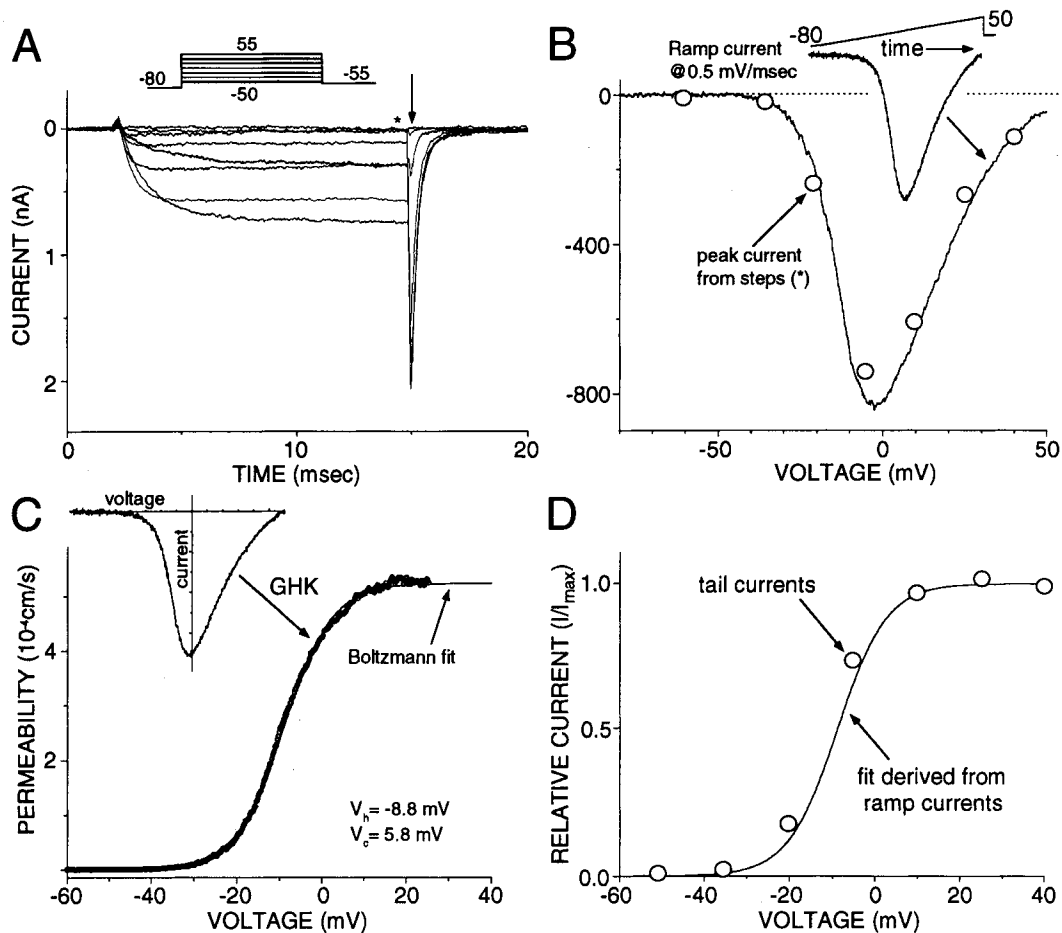 A
55
-80
-55
-50
*
0
1
2
CURRENT (nA)
0
10
20
TIME (msec)
B
-80
50
time
Ramp current
@0.5 mV/msec
0
-400
-800
peak current
from steps (*)
-50
0
50
VOLTAGE (mV)
C
voltage
current
GHK
Boltzmann fit
PERMEABILITY (10⁻⁴cm/s)
4
2
Vh= -8.8 mV
Vc= 5.8 mV
-60
-40
-20
0
20
40
VOLTAGE (mV)
D
RELATIVE CURRENT (I/Imax)
1.0
0.5
0.0
tail currents
fit derived from
ramp currents
-60
-40
-20
0
20
40
VOLTAGE (mV)